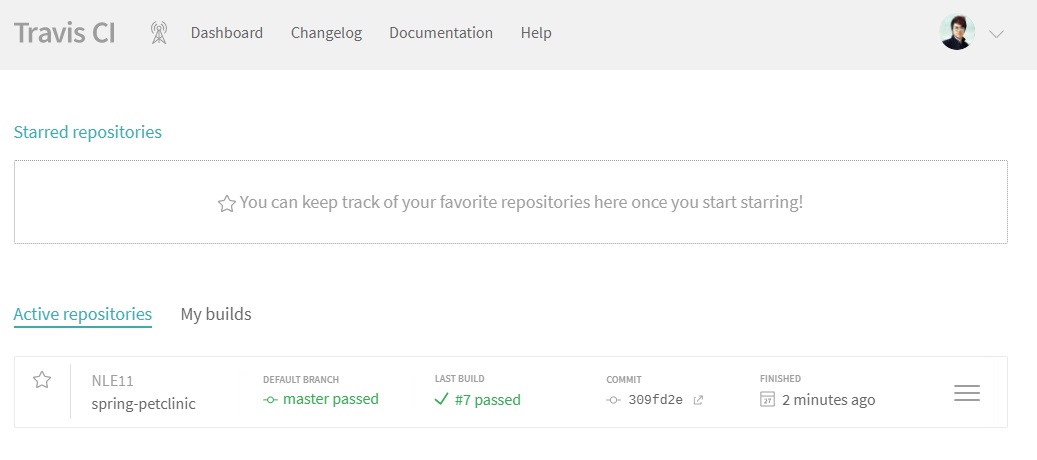 Travis CI Dashboard Changelog Documentation Help
Starred repositories
You can keep track of your favorite repositories here once you start starring!
Active repositories My builds
NLE11 DEFAULT BRANCH LAST BUILD COMMIT FINISHED
spring-petclinic master passed #7 passed 309fd2e 27 2 minutes ago